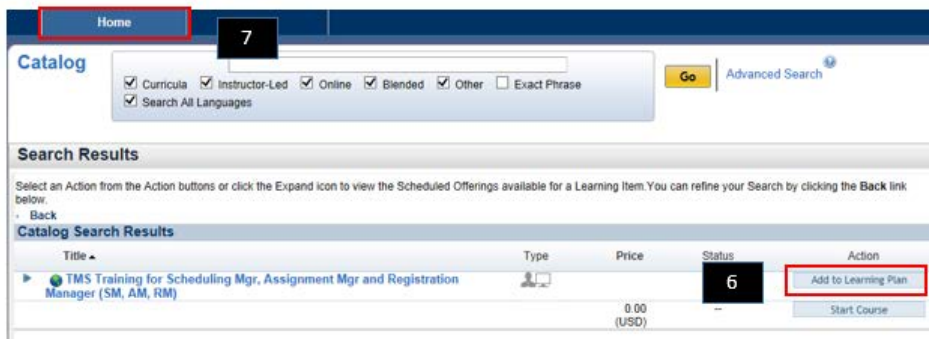 Home
7
Catalog
Curricula Instructor-Led Online Blended Other Exact Phrase
Search All Languages
Go
Advanced Search
Search Results
Select an Action from the Action buttons or click the Expand icon to view the Scheduled Offerings available for a Learning Item.You can refine your Search by clicking the Back link
below.
Back
Catalog Search Results
Title Type Price Status Action
TMS Training for Scheduling Mgr, Assignment Mgr and Registration
Manager (SM, AM, RM)
6
Add to Learning Plan
0.00
(USD)
--
Start Course